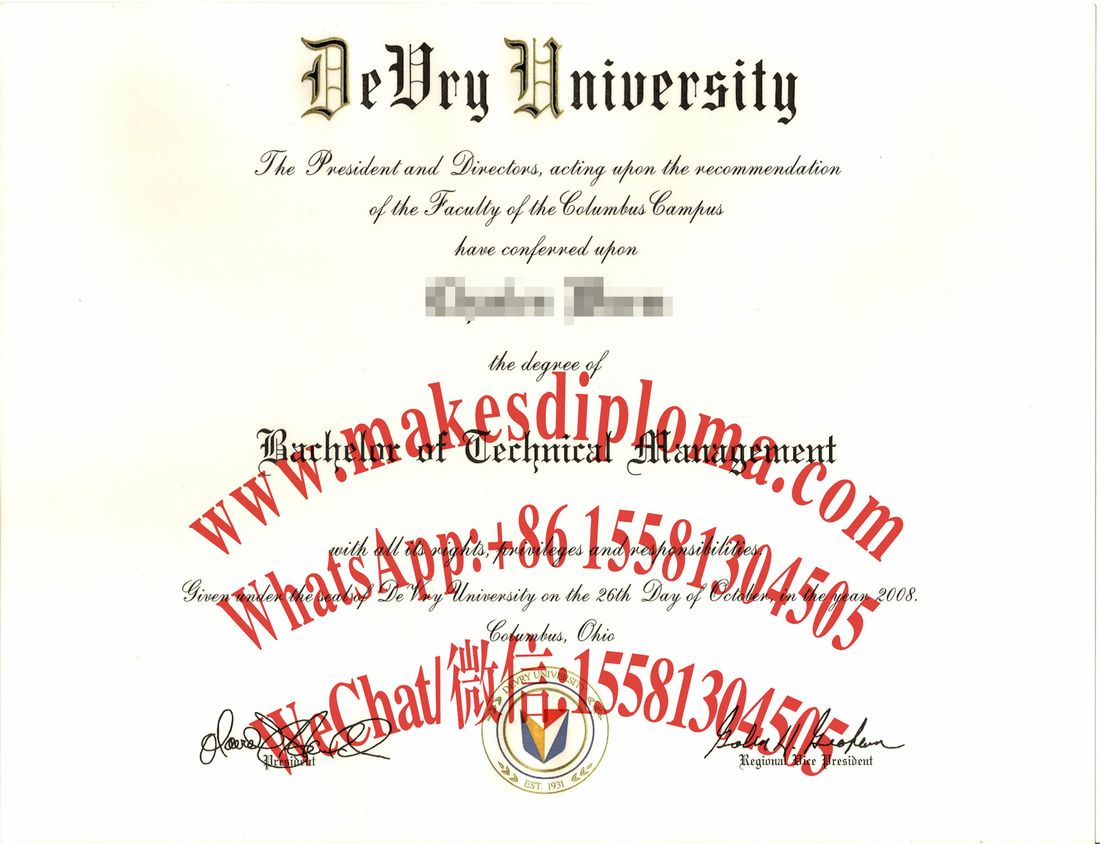 DeVry University
The President and Directors, acting upon the recommendation
of the Faculty of the Columbus Campus
have conferred upon
the degree of
www.makesdiploma.com
Bachelor of Technical Management
WhatsApp:+86 15581304505
with all its rights, privileges and responsibilities.
Given under the seal of DeVry University on the 26th Day of October, in the year 2008.
Columbus, Ohio
WeChat/微信:15581304505
DEVRY UNIVERSITY
EST. 1931
President
Regional Vice President